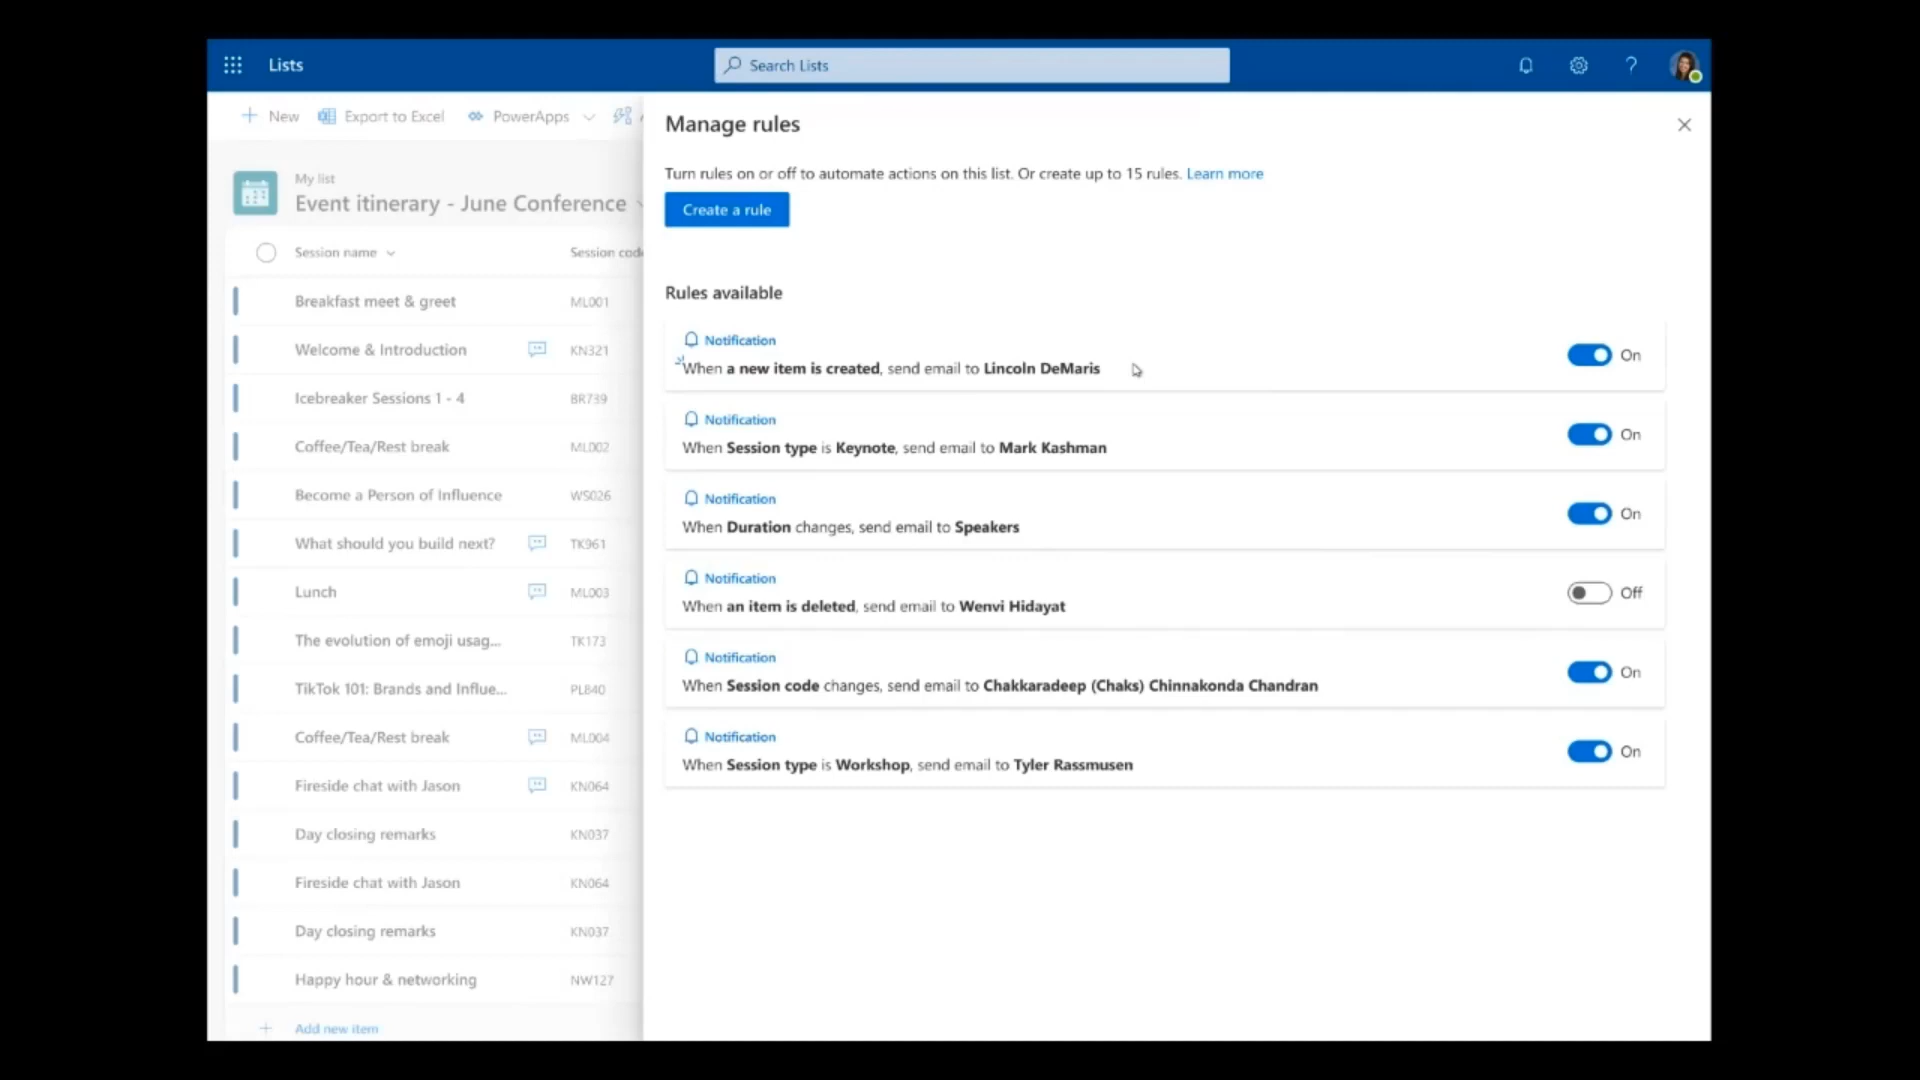 Lists
Search Lists
?
New
Export to Excel
PowerApps
Manage rules
Turn rules on or off to automate actions on this list. Or create up to 15 rules. Learn more
Create a rule
My list
Event itinerary - June Conference
Session name
Session code
Breakfast meet & greet ML001
Welcome & Introduction KN321
Icebreaker Sessions 1 - 4 BR739
Coffee/Tea/Rest break ML002
Become a Person of Influence WS026
What should you build next? TK961
Lunch ML003
The evolution of emoji usag... TK173
TikTok 101: Brands and Influe... PL840
Coffee/Tea/Rest break ML004
Fireside chat with Jason KN064
Day closing remarks KN037
Fireside chat with Jason KN064
Day closing remarks KN037
Happy hour & networking NW127
Add new item
Rules available
Notification
When a new item is created, send email to Lincoln DeMaris
On
Notification
When Session type is Keynote, send email to Mark Kashman
On
Notification
When Duration changes, send email to Speakers
On
Notification
When an item is deleted, send email to Wenvi Hidayat
Off
Notification
When Session code changes, send email to Chakkaradeep (Chaks) Chinnakonda Chandran
On
Notification
When Session type is Workshop, send email to Tyler Rassmusen
On